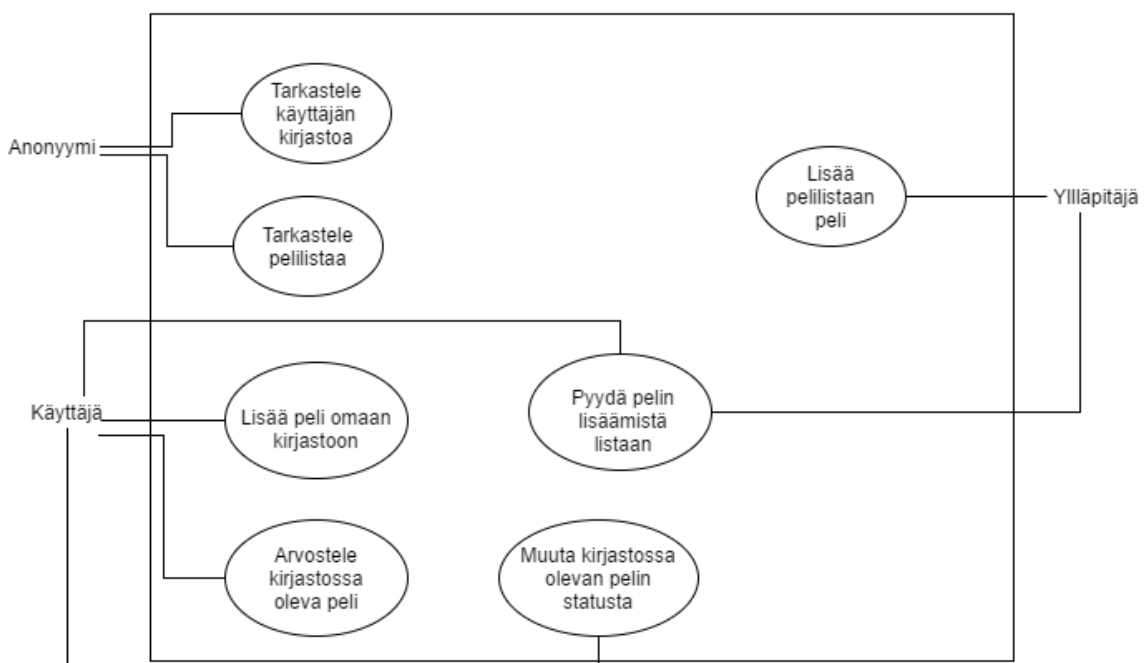 Tarkastele
käyttäjän
kirjastoa
Anonyymi
Lisää
pelilistaan
peli
Yllläpitäjä
Tarkastele
pelilistaa
Käyttäjä
Lisää peli omaan
kirjastoon
Pyydä pelin
lisäämistä
listaan
Arvostele
kirjastossa
oleva peli
Muuta kirjastossa
olevan pelin
statusta